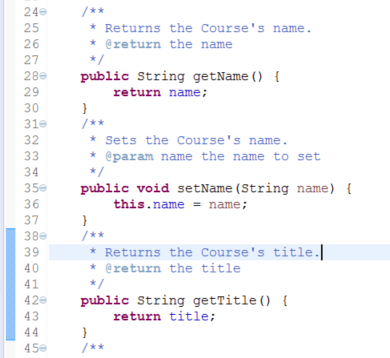 24 /**
25 * Returns the Course's name.
26 * @return the name
27 */
28 public String getName() {
29 return name;
30 }
31 /**
32 * Sets the Course's name.
33 * @param name the name to set
34 */
35 public void setName(String name) {
36 this.name = name;
37 }
38 /**
39 * Returns the Course's title.
40 * @return the title
41 */
42 public String getTitle() {
43 return title;
44 }
45 /**